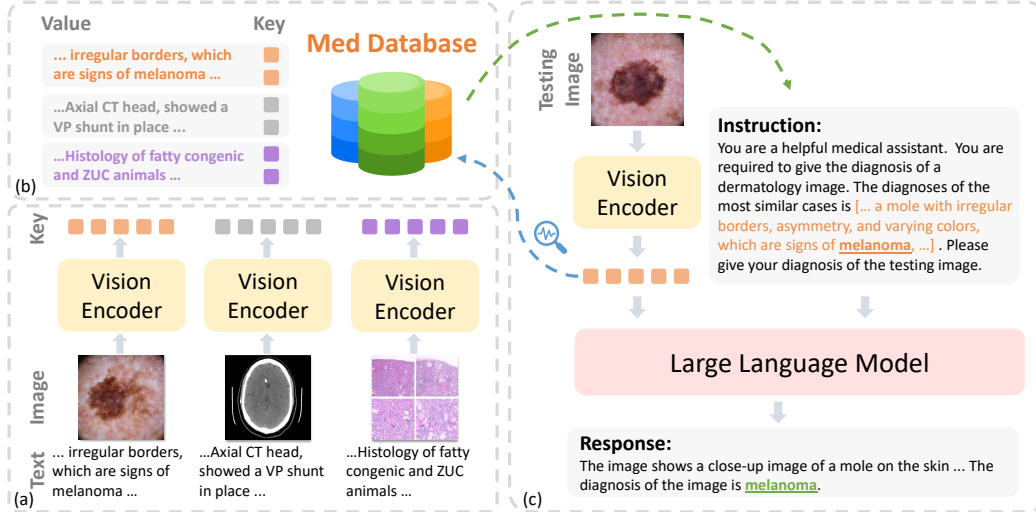 Value
Key
Med Database
... irregular borders, which
are signs of melanoma ...
...Axial CT head, showed a
VP shunt in place ...
...Histology of fatty congenic
and ZUC animals ...
(b)
Key
Vision
Encoder
Vision
Encoder
Vision
Encoder
Image
Text
... irregular borders,
which are signs of
melanoma ...
...Axial CT head,
showed a VP shunt
in place ...
...Histology of fatty
congenic and ZUC
animals ...
(a)
Testing
Image
Vision
Encoder
Instruction:
You are a helpful medical assistant. You are
required to give the diagnosis of a
dermatology image. The diagnoses of the
most similar cases is [... a mole with irregular
borders, asymmetry, and varying colors,
which are signs of melanoma, ...] . Please
give your diagnosis of the testing image.
Large Language Model
Response:
The image shows a close-up image of a mole on the skin ... The
diagnosis of the image is melanoma.
(c)